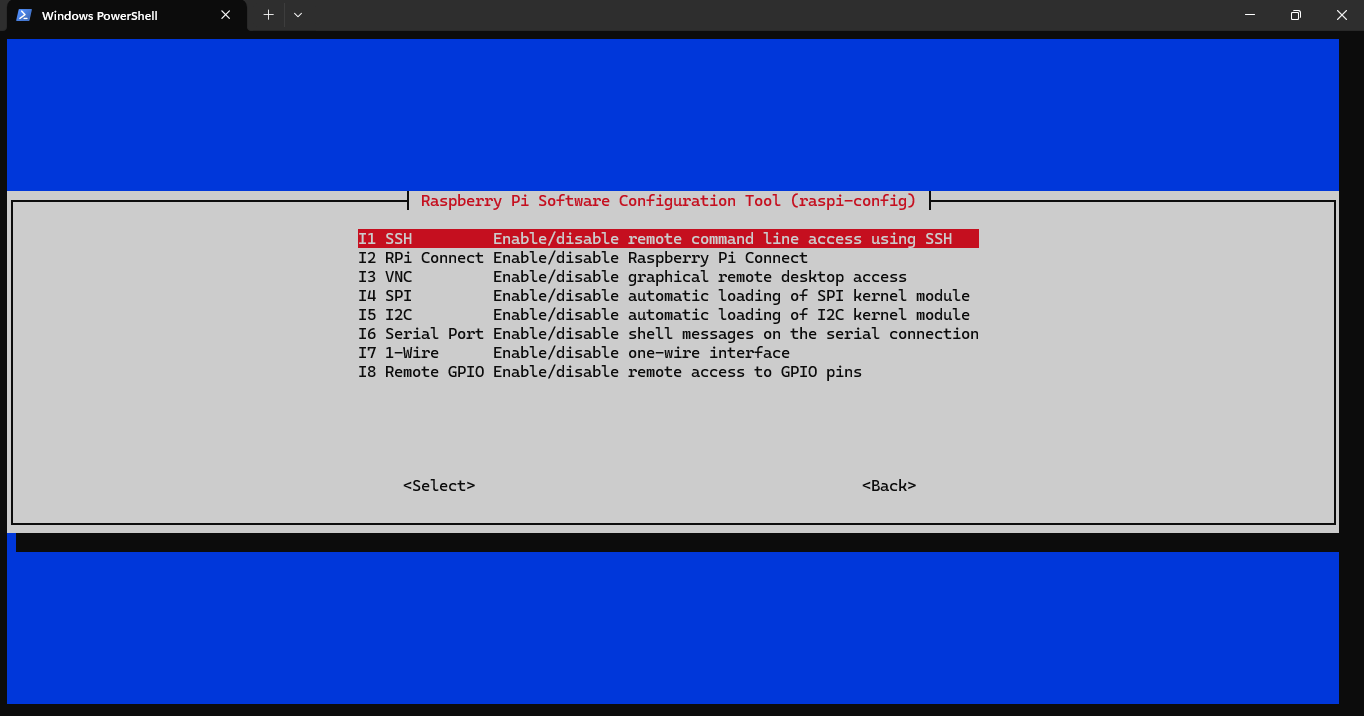 Windows PowerShell
Raspberry Pi Software Configuration Tool (raspi-config)
I1 SSH Enable/disable remote command line access using SSH
I2 RPi Connect Enable/disable Raspberry Pi Connect
I3 VNC Enable/disable graphical remote desktop access
I4 SPI Enable/disable automatic loading of SPI kernel module
I5 I2C Enable/disable automatic loading of I2C kernel module
I6 Serial Port Enable/disable shell messages on the serial connection
I7 1-Wire Enable/disable one-wire interface
I8 Remote GPIO Enable/disable remote access to GPIO pins
<Select> <Back>